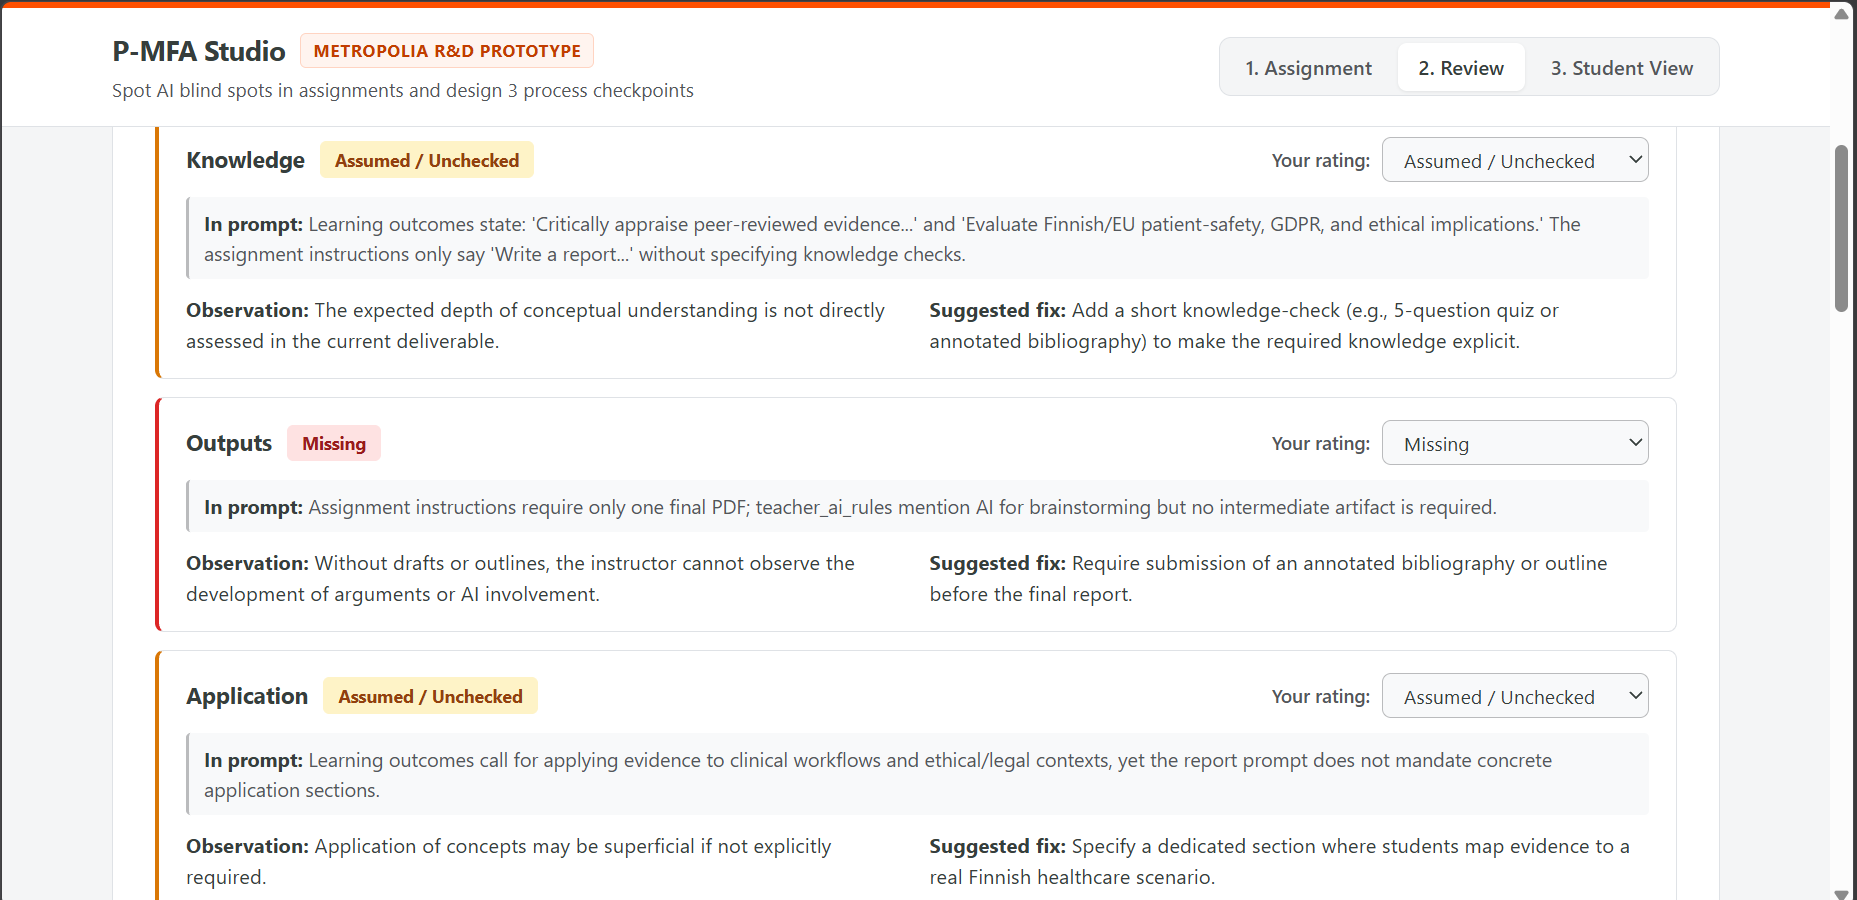 P-MFA Studio
METROPOLIA R&D PROTOTYPE
Spot AI blind spots in assignments and design 3 process checkpoints
1. Assignment
2. Review
3. Student View
Knowledge
Assumed / Unchecked
Your rating:
Assumed / Unchecked
In prompt: Learning outcomes state: 'Critically appraise peer-reviewed evidence...' and 'Evaluate Finnish/EU patient-safety, GDPR, and ethical implications.' The
assignment instructions only say 'Write a report...' without specifying knowledge checks.
Observation: The expected depth of conceptual understanding is not directly
assessed in the current deliverable.
Suggested fix: Add a short knowledge-check (e.g., 5-question quiz or
annotated bibliography) to make the required knowledge explicit.
Outputs
Missing
Your rating:
Missing
In prompt: Assignment instructions require only one final PDF; teacher_ai_rules mention AI for brainstorming but no intermediate artifact is required.
Observation: Without drafts or outlines, the instructor cannot observe the
development of arguments or AI involvement.
Suggested fix: Require submission of an annotated bibliography or outline
before the final report.
Application
Assumed / Unchecked
Your rating:
Assumed / Unchecked
In prompt: Learning outcomes call for applying evidence to clinical workflows and ethical/legal contexts, yet the report prompt does not mandate concrete
application sections.
Observation: Application of concepts may be superficial if not explicitly
required.
Suggested fix: Specify a dedicated section where students map evidence to a
real Finnish healthcare scenario.